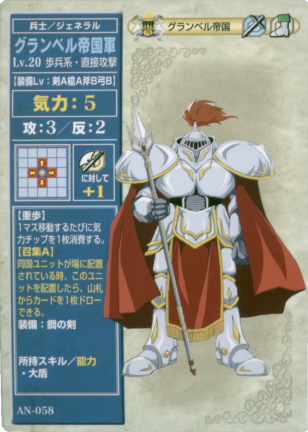 兵士／ジェネラル
グランベル帝国
グランベル帝国軍
Lv.20 歩兵系・直接攻撃
【装備Lv：剣A槍A斧B弓B】
気力：5
攻：3／反：2
に対して
+1
【重歩】
1マス移動するたびに気
力チップを1枚消費する。
【召集A】
同国ユニットが場に配置
されている時、このユニ
ットを配置したら、山札
からカードを1枚ドロー
できる。
装備：鋼の剣
所持スキル／能力
・大盾
AN-058